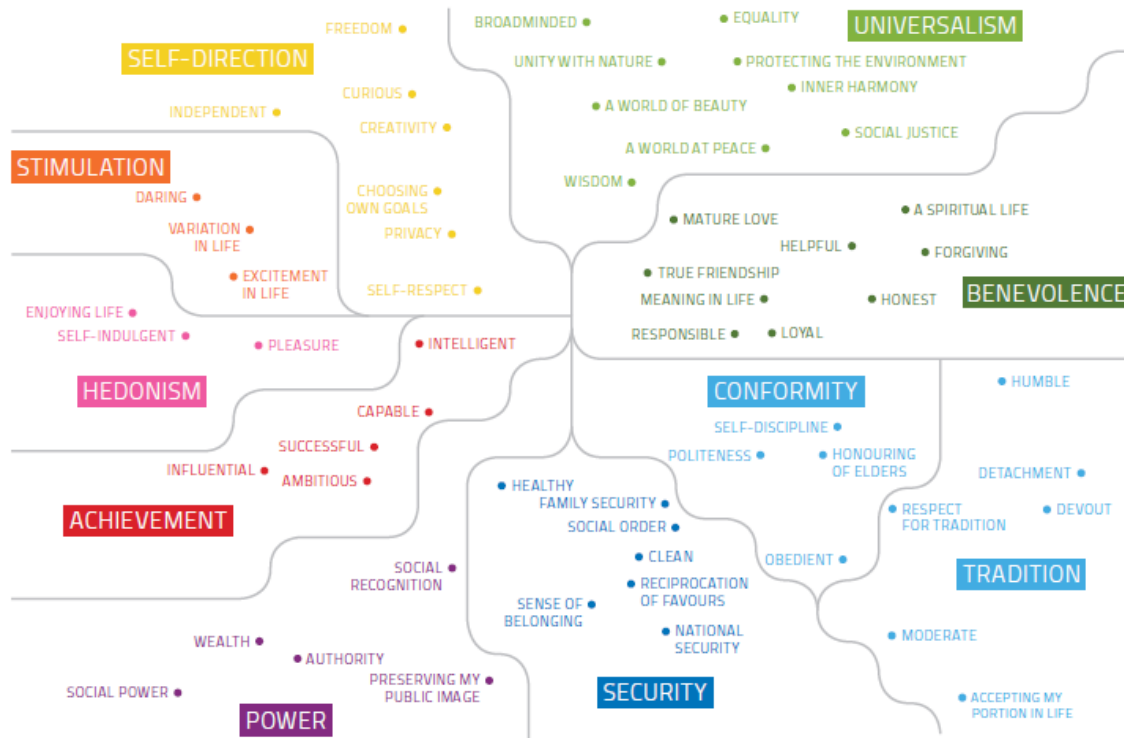 SELF-DIRECTION
FREEDOM
CURIOUS
INDEPENDENT
CREATIVITY
CHOOSING
OWN GOALS
PRIVACY
SELF-RESPECT
UNIVERSALISM
BROADMINDED
EQUALITY
UNITY WITH NATURE
PROTECTING THE ENVIRONMENT
INNER HARMONY
A WORLD OF BEAUTY
SOCIAL JUSTICE
A WORLD AT PEACE
WISDOM
STIMULATION
DARING
VARIATION
IN LIFE
EXCITEMENT
IN LIFE
MATURE LOVE
A SPIRITUAL LIFE
HELPFUL
FORGIVING
TRUE FRIENDSHIP
MEANING IN LIFE
HONEST
BENEVOLENCE
RESPONSIBLE
LOYAL
ENJOYING LIFE
SELF-INDULGENT
PLEASURE
HEDONISM
INTELLIGENT
CAPABLE
SUCCESSFUL
INFLUENTIAL
AMBITIOUS
ACHIEVEMENT
CONFORMITY
SELF-DISCIPLINE
POLITENESS
HONOURING
OF ELDERS
OBEDIENT
HUMBLE
DETACHMENT
RESPECT
FOR TRADITION
DEVOUT
TRADITION
MODERATE
ACCEPTING MY
PORTION IN LIFE
HEALTHY
FAMILY SECURITY
SOCIAL ORDER
CLEAN
RECIPROCATION
OF FAVOURS
SENSE OF
BELONGING
NATIONAL
SECURITY
SECURITY
SOCIAL
RECOGNITION
WEALTH
AUTHORITY
PRESERVING MY
PUBLIC IMAGE
SOCIAL POWER
POWER